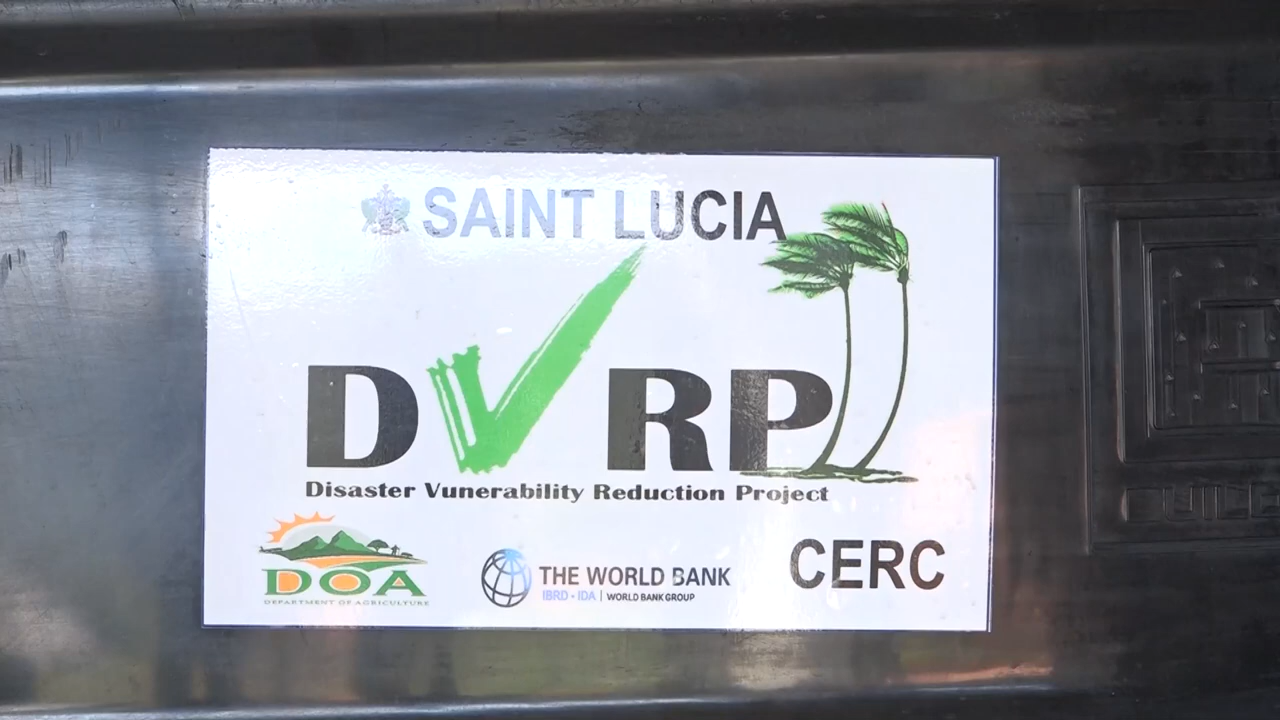 SAINT LUCIA
D RP
Disaster Vunerability Reduction Project
DOA
DEPARTMENT OF AGRICULTURE
THE WORLD BANK
IBRD • IDA | WORLD BANK GROUP
CERC